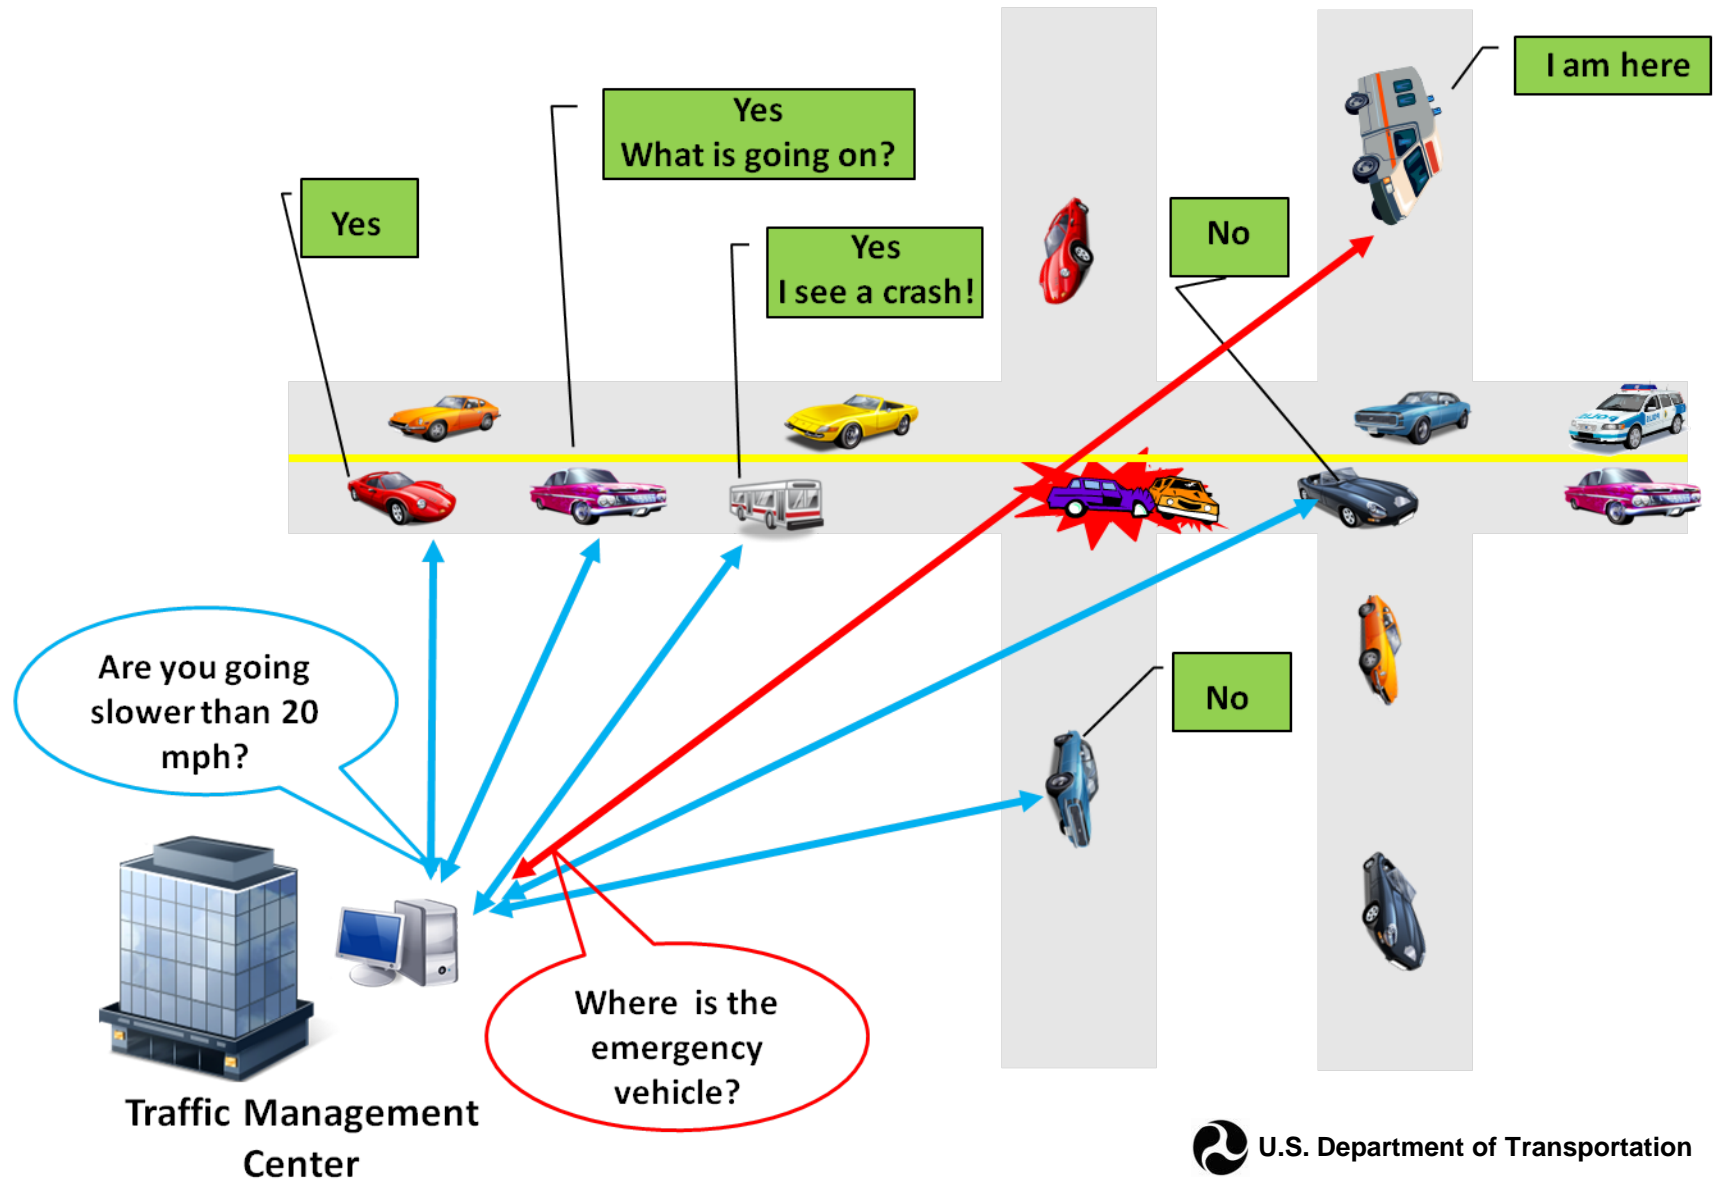 I am here
Yes
What is going on?
Yes
No
Yes
I see a crash!
Are you going
slower than 20
mph?
No
Where is the
emergency
vehicle?
Traffic Management
Center
U.S. Department of Transportation